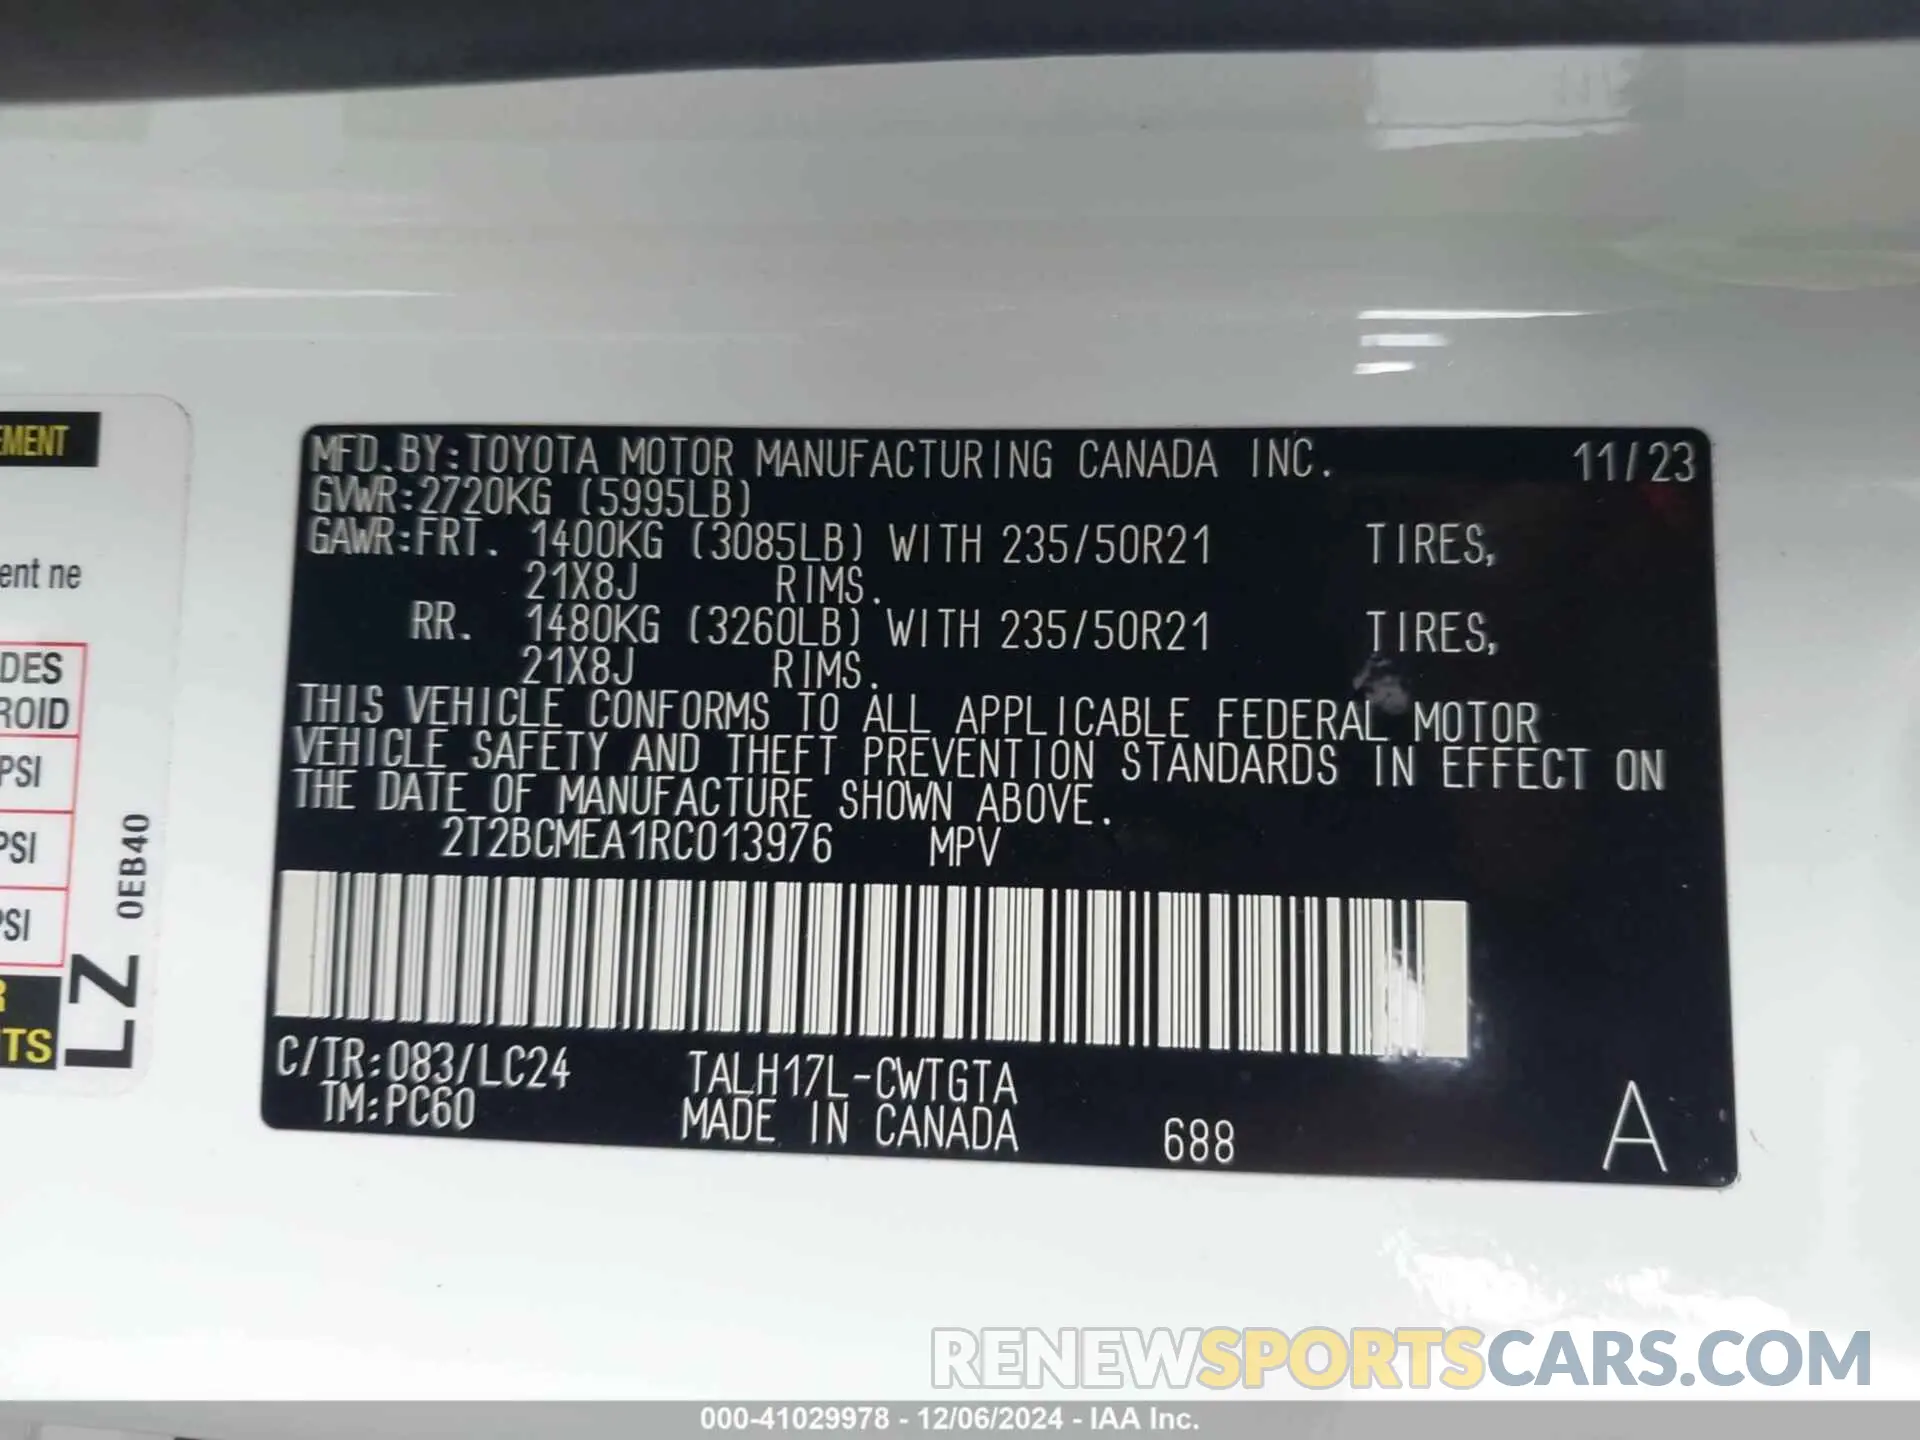 MFD.BY:TOYOTA MOTOR MANUFACTURING CANADA INC. 11/23
GVWR:2720KG (5995LB)
GAWR:FRT. 1400KG (3085LB) WITH 235/50R21 TIRES,
21X8J RIMS.
RR. 1480KG (3260LB) WITH 235/50R21 TIRES,
21X8J RIMS.
THIS VEHICLE CONFORMS TO ALL APPLICABLE FEDERAL MOTOR
VEHICLE SAFETY AND THEFT PREVENTION STANDARDS IN EFFECT ON
THE DATE OF MANUFACTURE SHOWN ABOVE.
2T2BCMEA1RC013976 MPV
C/TR:083/LC24 TALH17L-CWTGTA
TM:PC60 MADE IN CANADA 688 A
EMENT
ent ne
DES
ROID
PSI
PSI
PSI
R
TS
LZ 0EB40
RENEWSPORTSCARS.COM
000-41029978 - 12/06/2024 - IAA Inc.